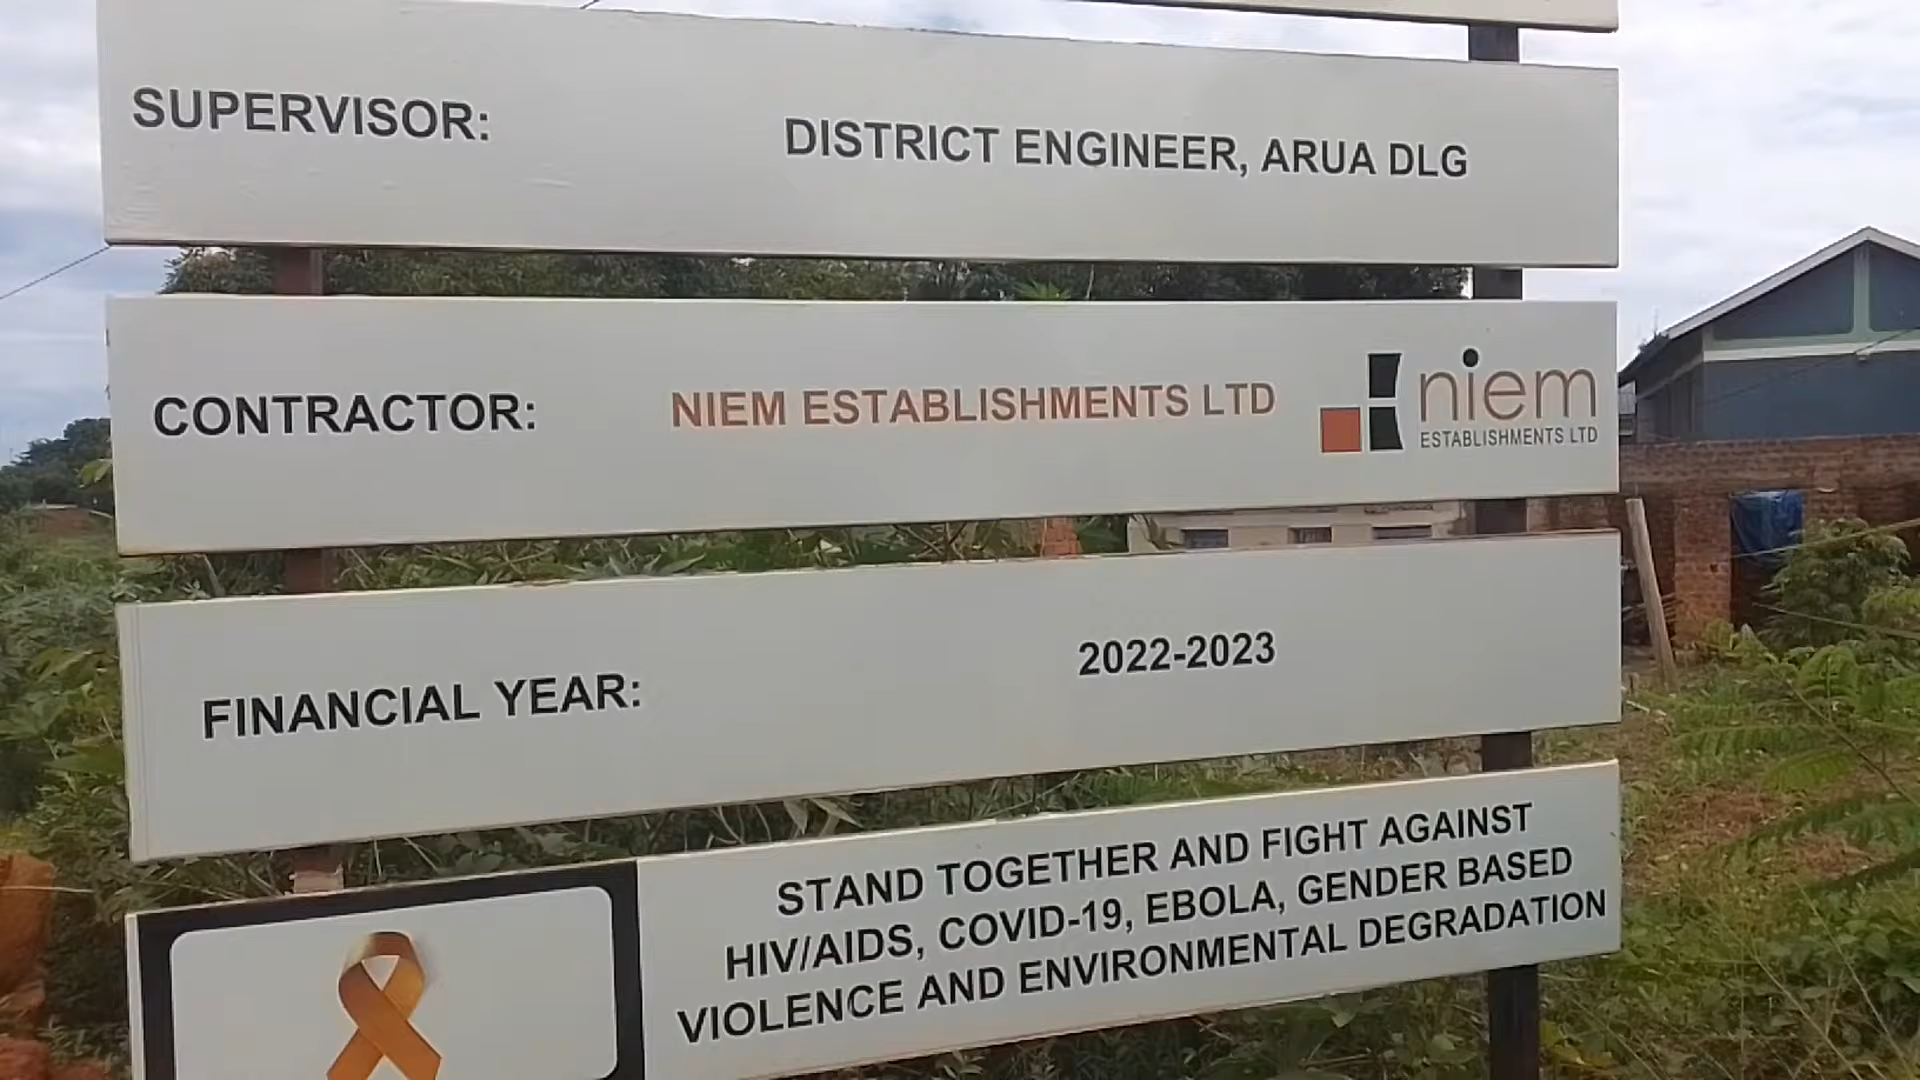 SUPERVISOR: DISTRICT ENGINEER, ARUA DLG
CONTRACTOR: NIEM ESTABLISHMENTS LTD
niem
ESTABLISHMENTS LTD
FINANCIAL YEAR: 2022-2023
STAND TOGETHER AND FIGHT AGAINST
HIV/AIDS, COVID-19, EBOLA, GENDER BASED
VIOLENCE AND ENVIRONMENTAL DEGRADATION